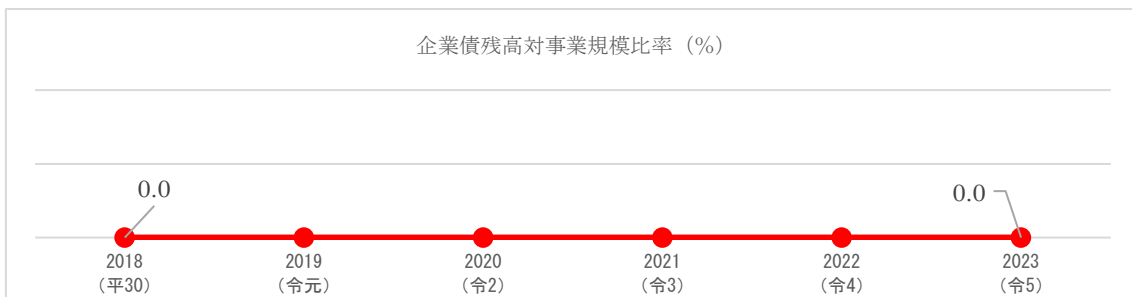 企業債残高対事業規模比率（%）
0.0
0.0
2018
（平30）
2019
（令元）
2020
（令2）
2021
（令3）
2022
（令4）
2023
（令5）